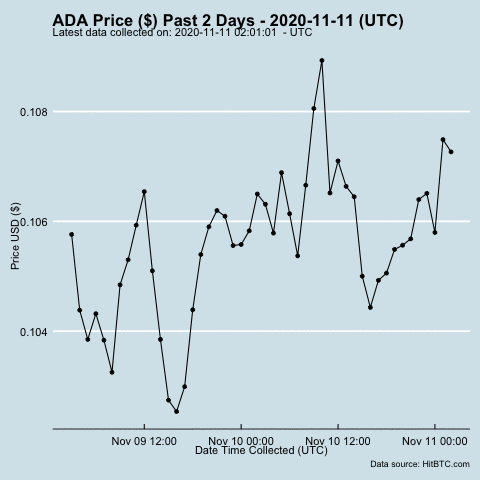 ADA Price ($) Past 2 Days - 2020-11-11 (UTC)
Latest data collected on: 2020-11-11 02:01:01  - UTC
0.108
0.106
0.104
Price USD ($)
Nov 09 12:00 Nov 10 00:00 Nov 10 12:00 Nov 11 00:00
Date Time Collected (UTC)
Data source: HitBTC.com